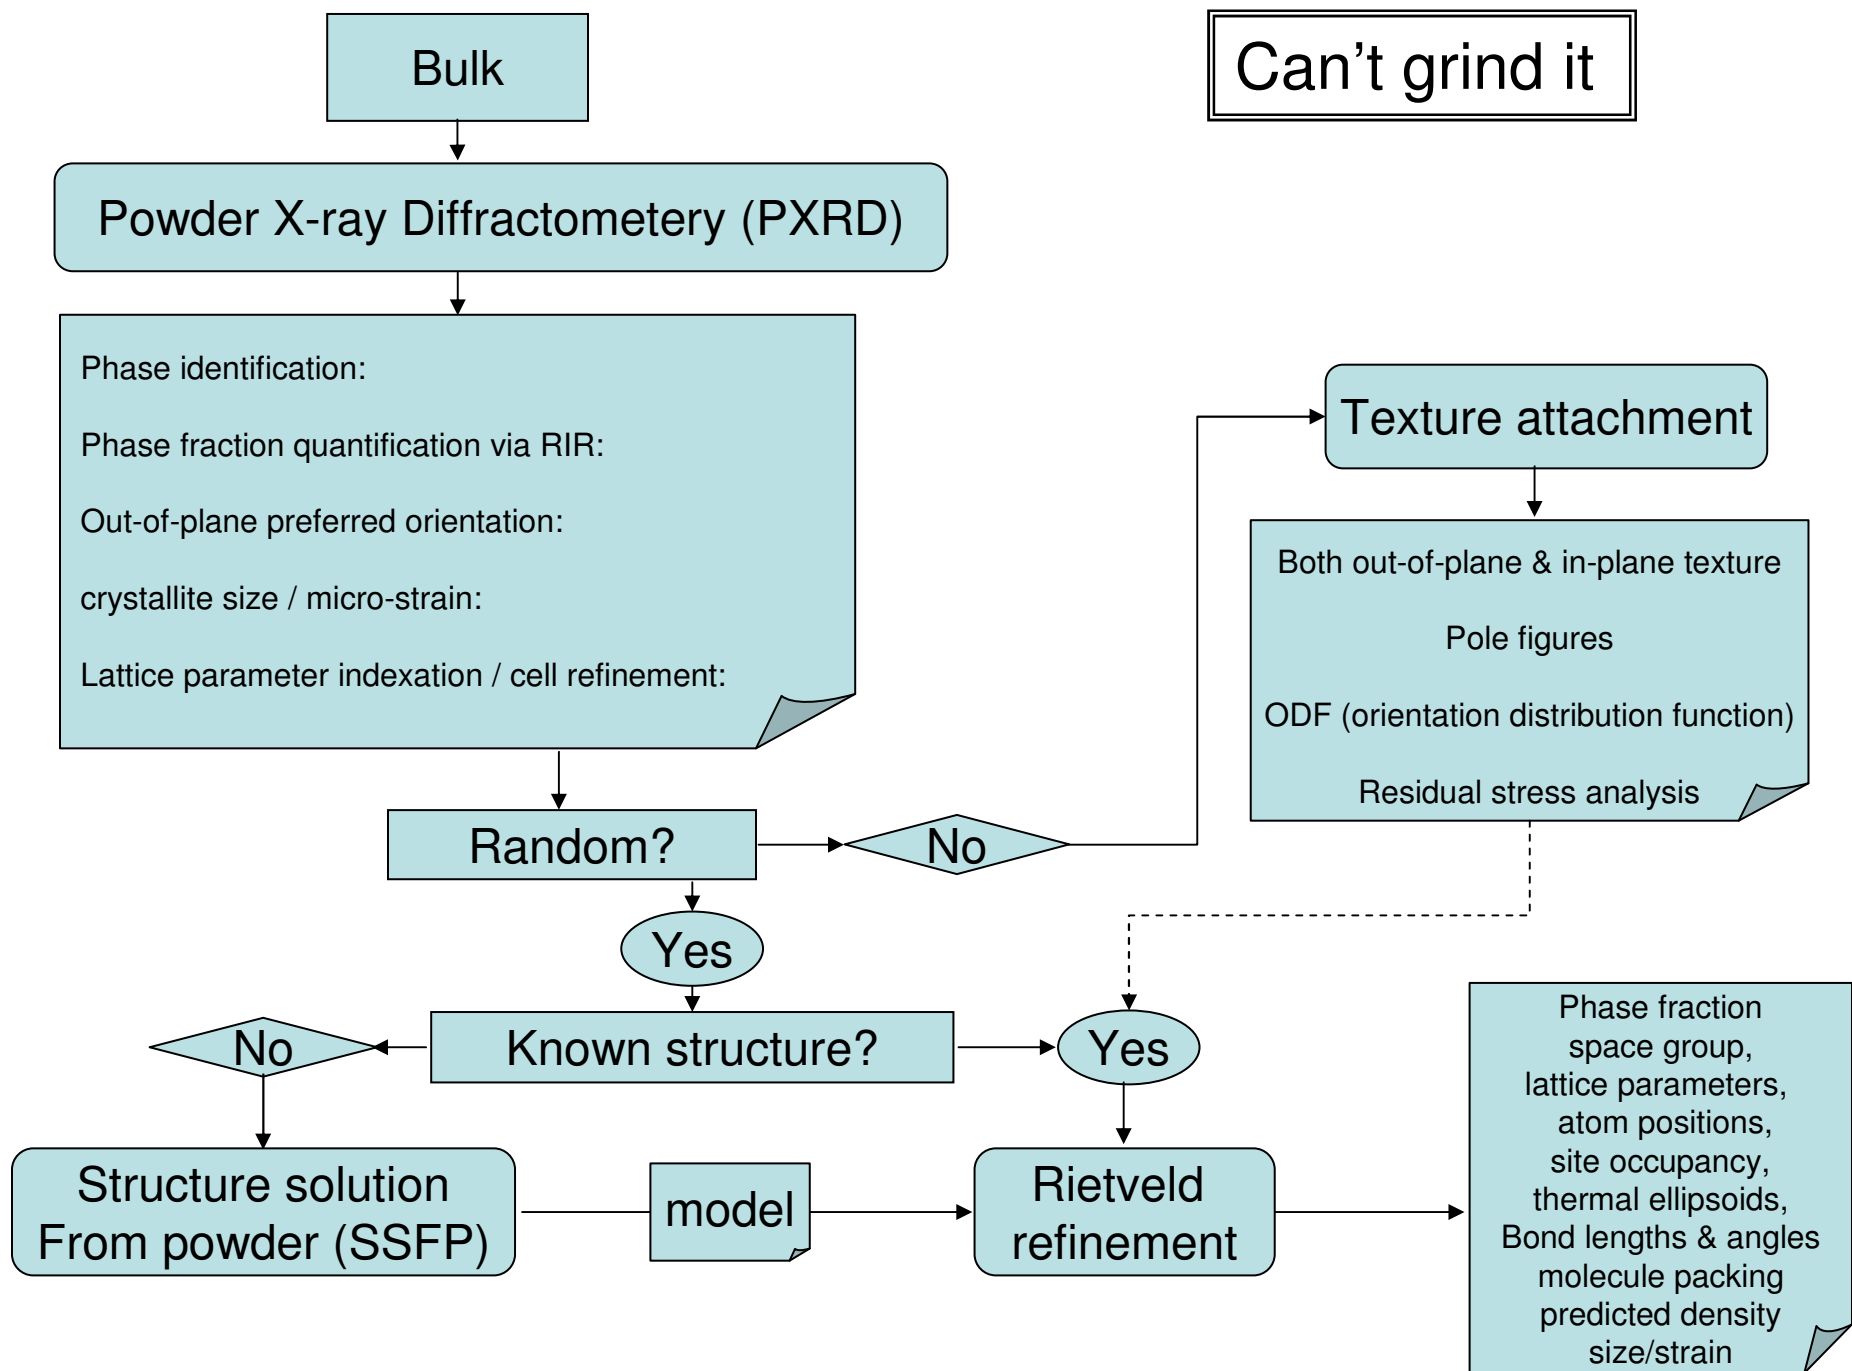 Bulk
Can't grind it
Powder X-ray Diffractometery (PXRD)
Phase identification:
Phase fraction quantification via RIR:
Out-of-plane preferred orientation:
crystallite size / micro-strain:
Lattice parameter indexation / cell refinement:
Texture attachment
Both out-of-plane & in-plane texture
Pole figures
ODF (orientation distribution function)
Residual stress analysis
Random?
No
Yes
No
Known structure?
Yes
Structure solution
From powder (SSFP)
model
Rietveld
refinement
Phase fraction
space group,
lattice parameters,
atom positions,
site occupancy,
thermal ellipsoids,
Bond lengths & angles
molecule packing
predicted density
size/strain